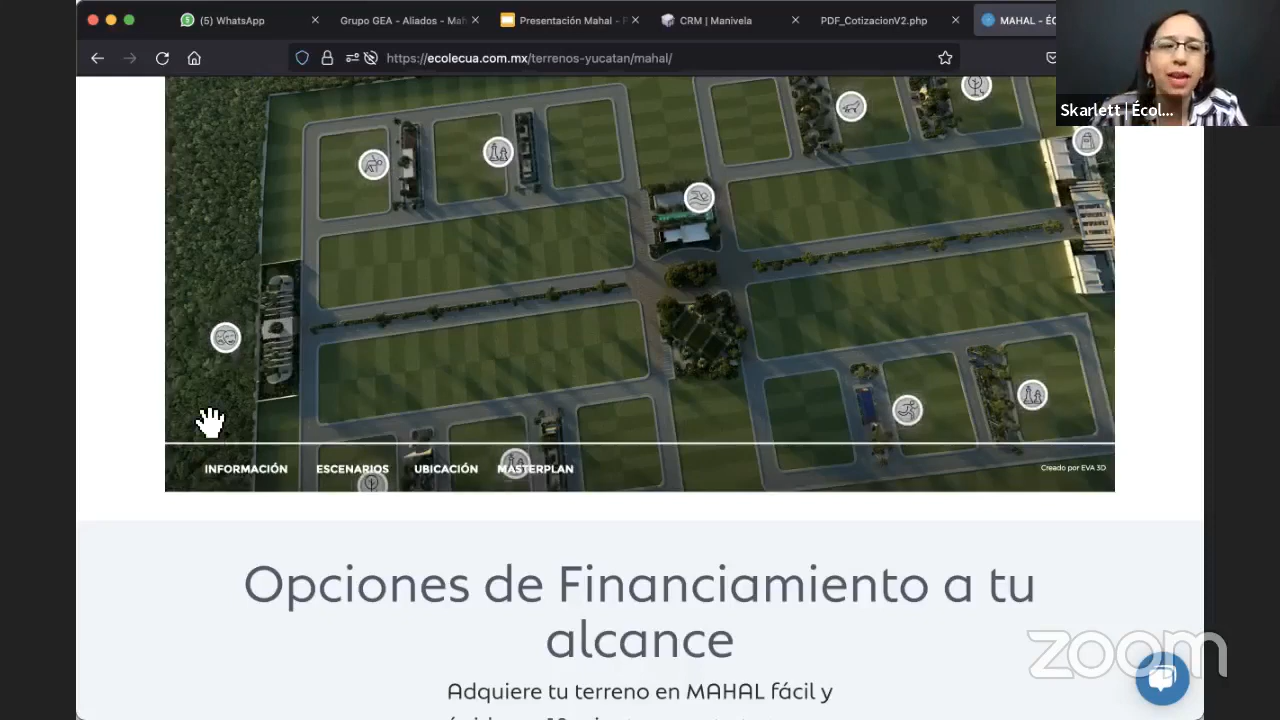 (5) WhatsApp
Grupo GEA - Aliados - Mah
Presentación Mahal -
CRM | Manivela
PDF_CotizacionV2.php
MAHAL - ÉC
https://ecolecua.com.mx/terrenos-yucatan/mahal/
Skarlett | Écol...
INFORMACIÓN
ESCENARIOS
UBICACIÓN
MASTERPLAN
Creado por EVA 3D
Opciones de Financiamiento a tu
alcance
Adquiere tu terreno en MAHAL fácil y
zoom